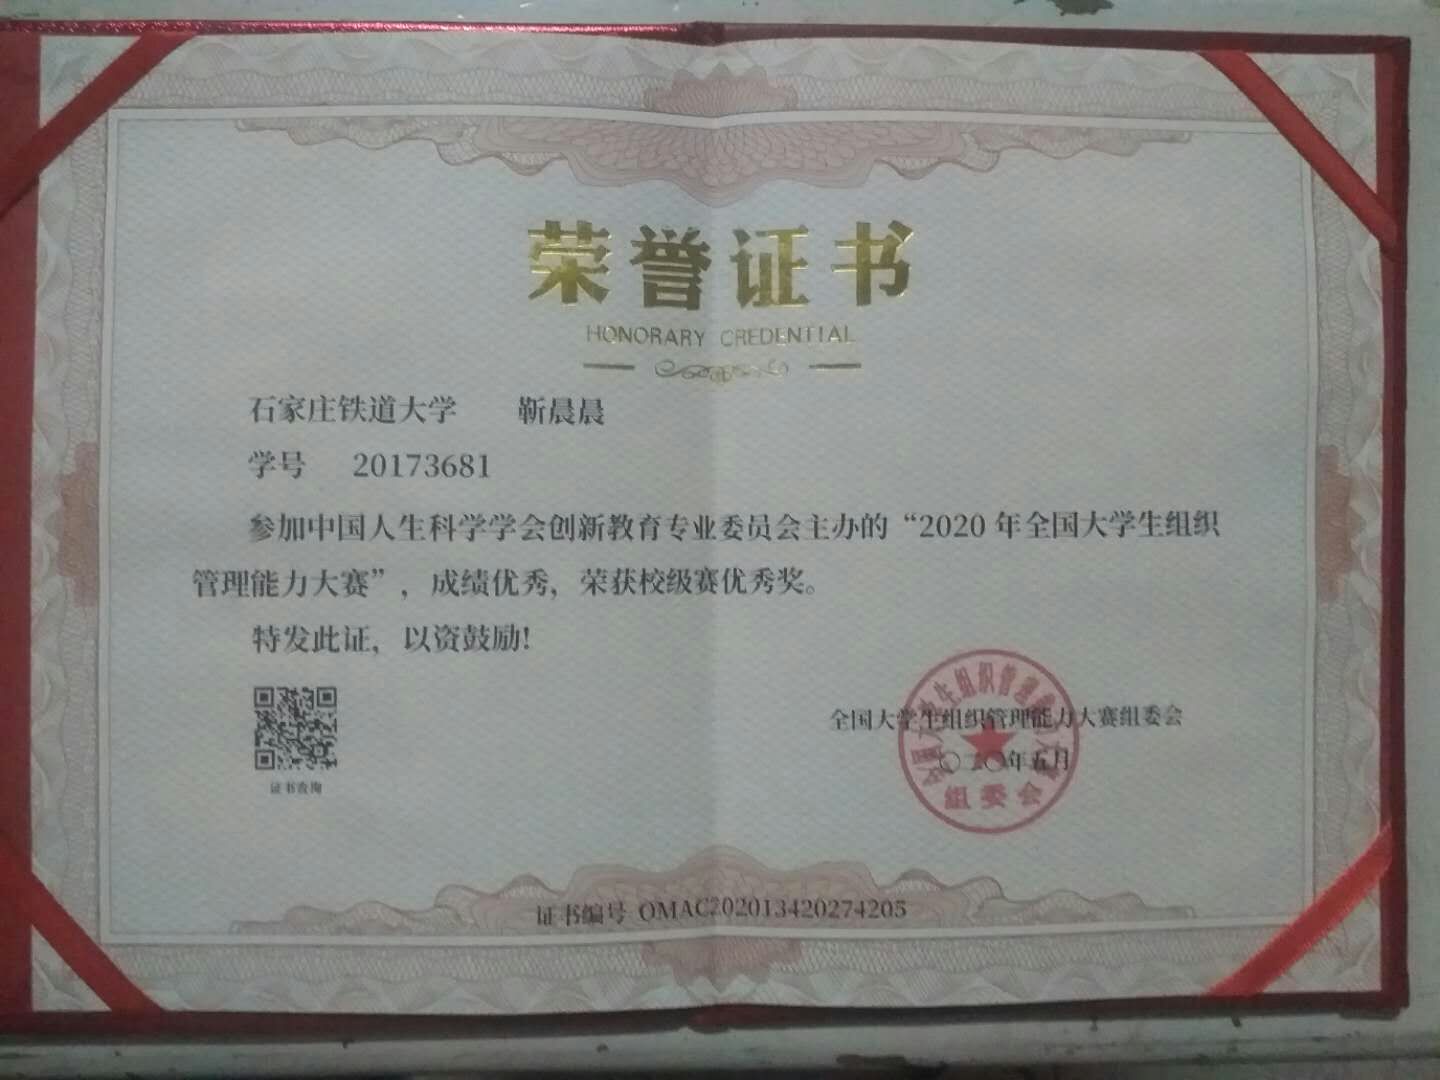 荣誉证书
HONORARY CREDENTIAL
石家庄铁道大学 靳晨晨
学号 20173681
参加中国人生科学学会创新教育专业委员会主办的“2020 年全国大学生组织
管理能力大赛”，成绩优秀，荣获校级赛优秀奖。
特发此证，以资鼓励！
证书查询
全国大学生组织管理能力大赛组委会
二〇二〇年五月
组委会
证书编号 OMAC202013420274205